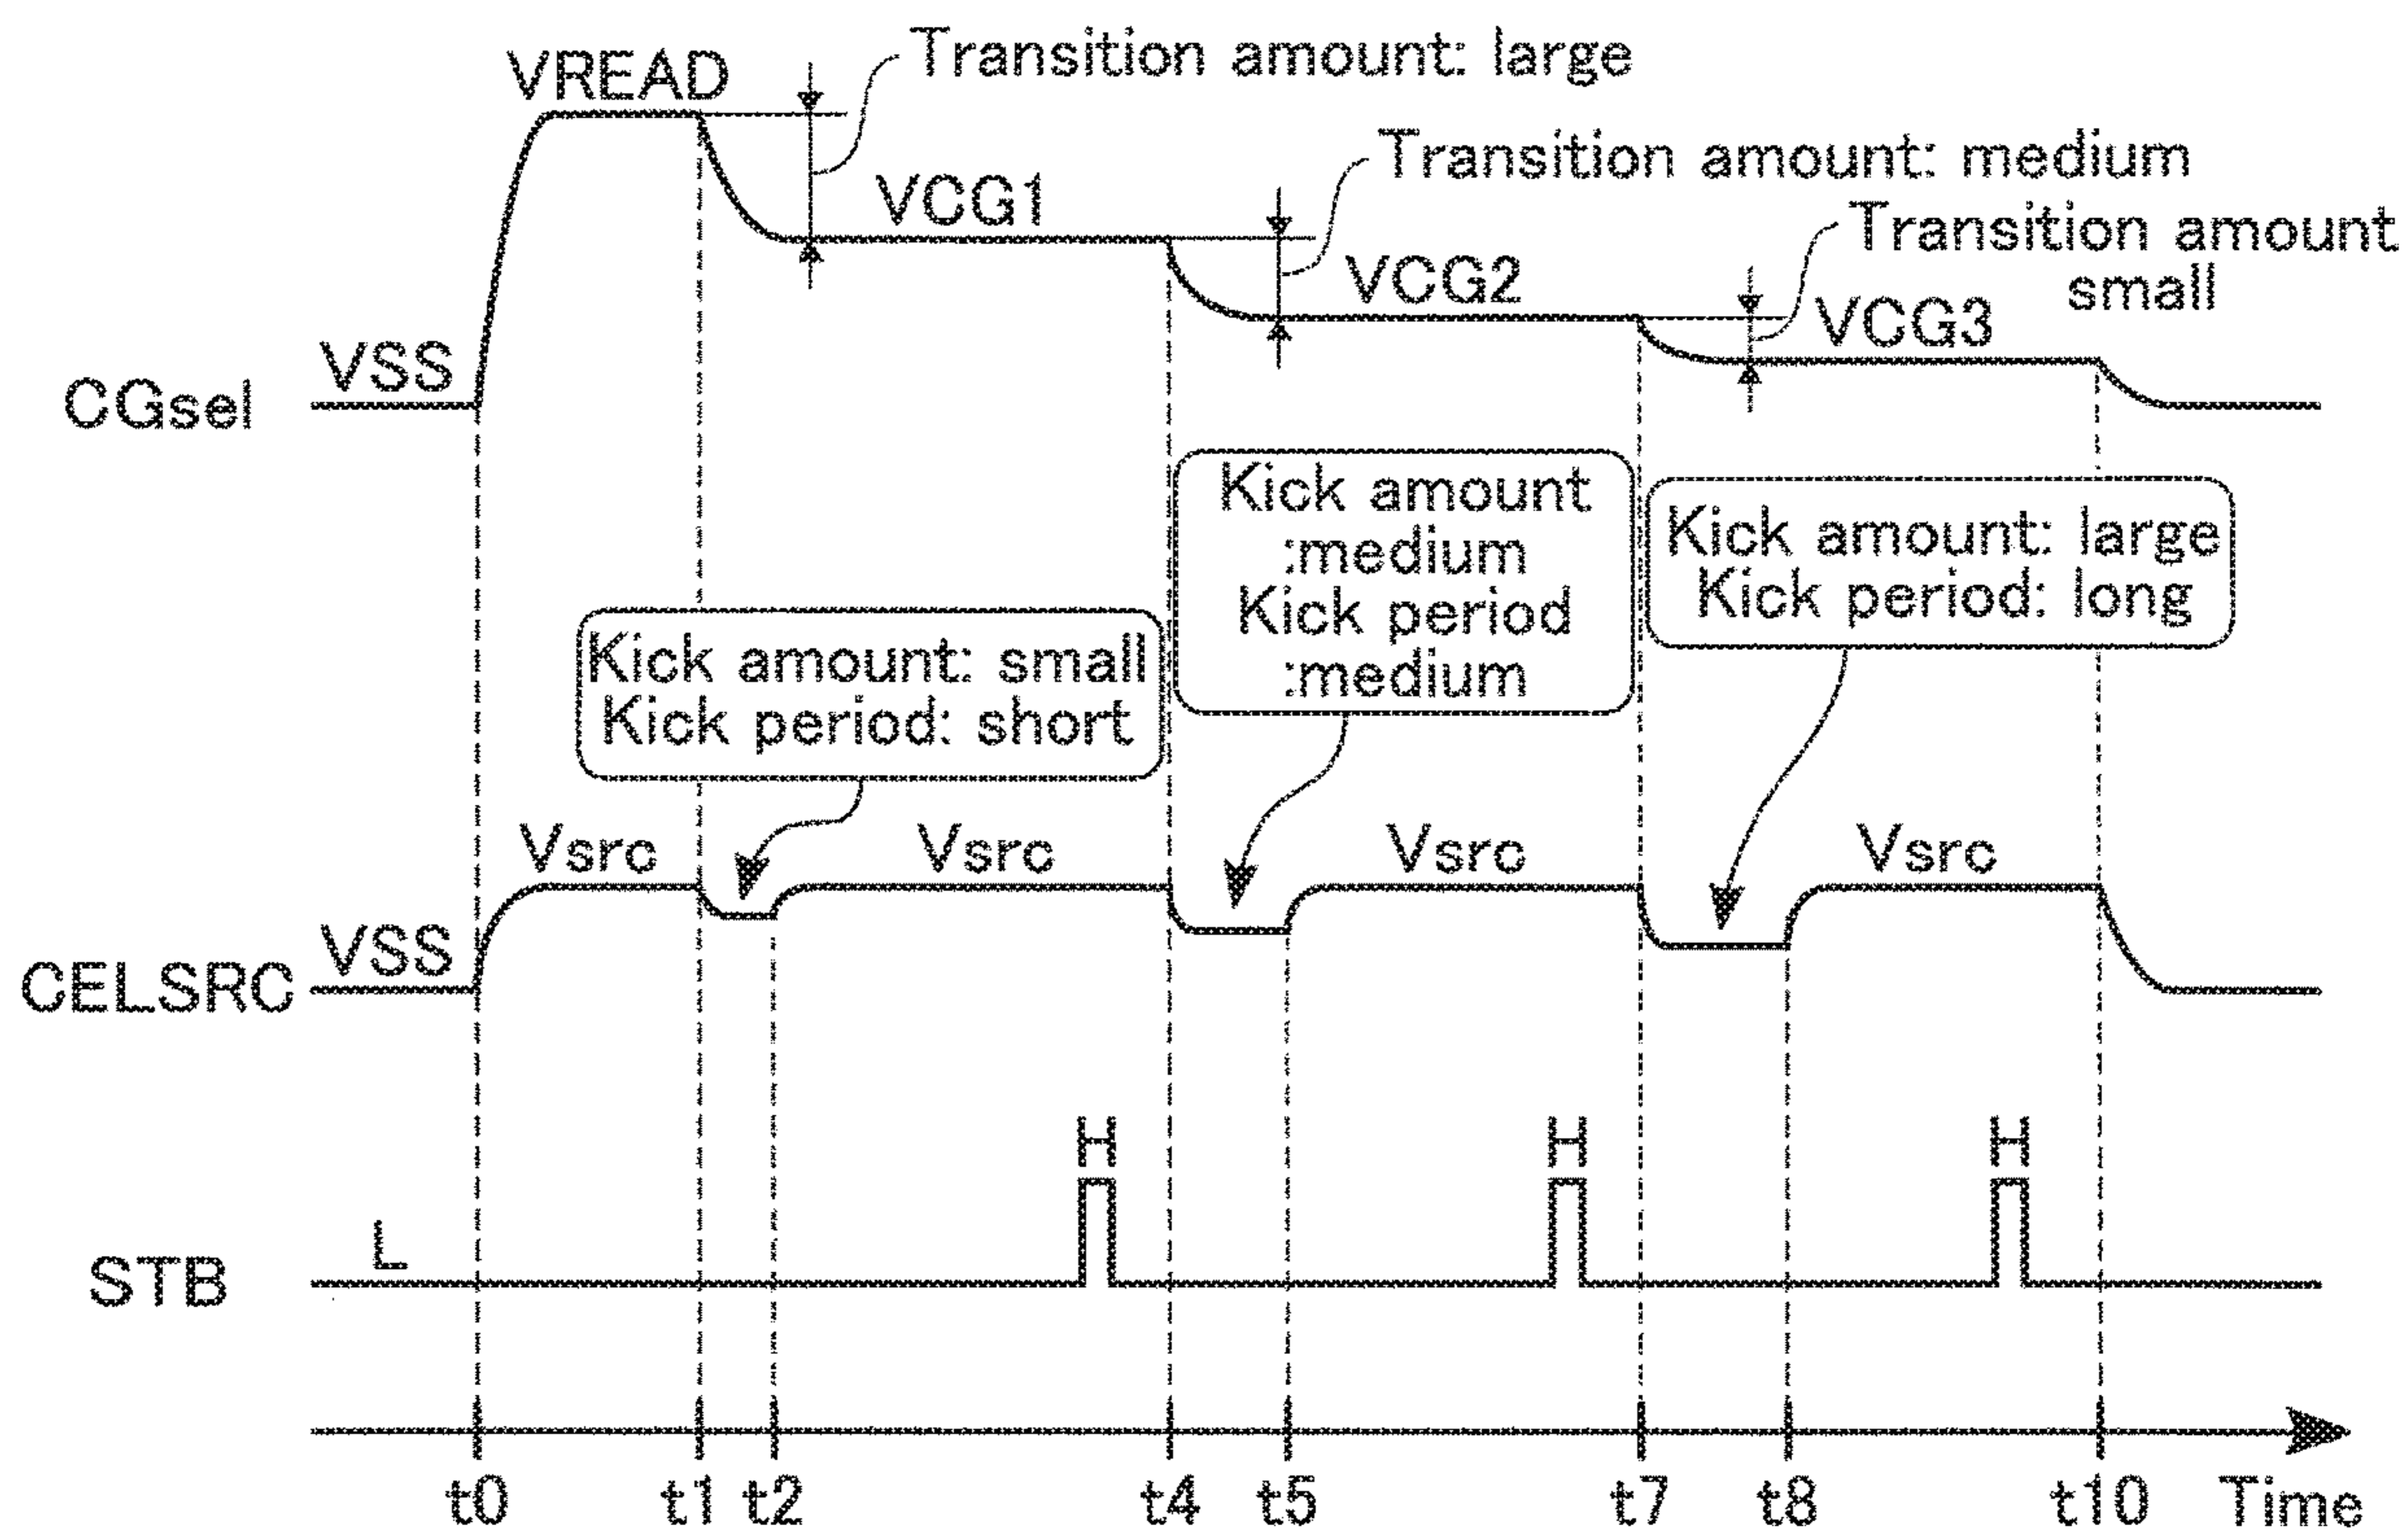 VREAD
Transition amount: large
VCG1
Transition amount: medium
VCG2
Transition amount
small
VCG3
VSS
CGsel
Kick amount
:medium
Kick period
:medium
Kick amount: large
Kick period: long
Kick amount: small
Kick period: short
Vsrc
Vsrc
Vsrc
Vsrc
VSS
CELSRC
H
H
H
L
STB
t0
t1
t2
t4
t5
t7
t8
t10
Time